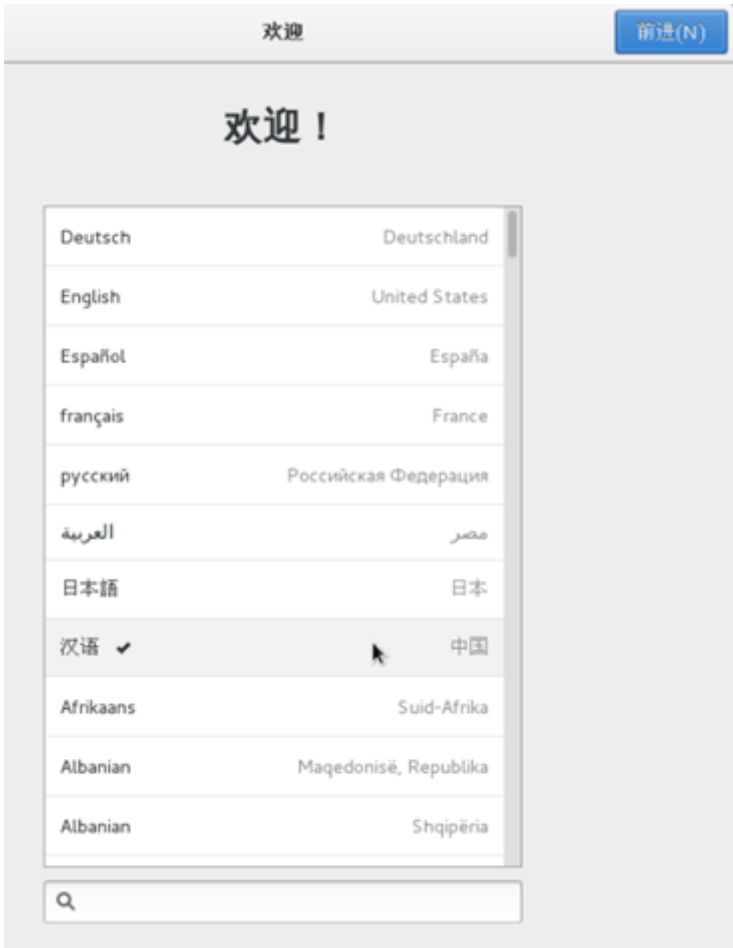 欢迎
前进(N)
欢迎！
Deutsch Deutschland
English United States
Español España
français France
русский Российская Федерация
العربية مصر
日本語 日本
汉语 ✔ 中国
Afrikaans Suid-Afrika
Albanian Maqedonisë, Republika
Albanian Shqipëria